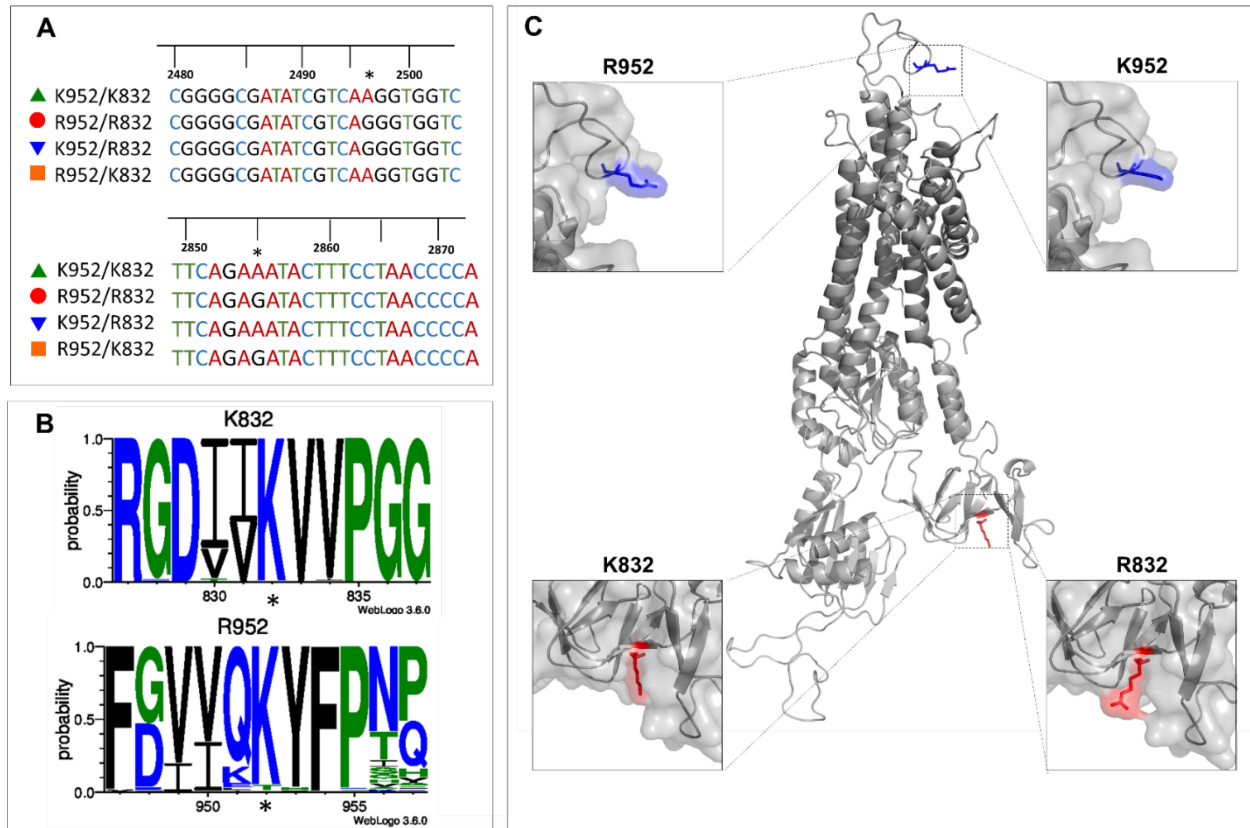 A
2480 2490 * 2500
K952/K832 CGGGGCGATATCGTCAAGGTGGTC
R952/R832 CGGGGCGATATCGTCAGGGTGGTC
K952/R832 CGGGGCGATATCGTCAGGGTGGTC
R952/K832 CGGGGCGATATCGTCAAGGTGGTC
2850 * 2860 2870
K952/K832 TTCAGAAATACTTTCCTAACCCCA
R952/R832 TTCAGAGATACTTTCCTAACCCCA
K952/R832 TTCAGAAATACTTTCCTAACCCCA
R952/K832 TTCAGAGATACTTTCCTAACCCCA
B
K832
probability
1.0
0.5
0.0
RGDIIKVVPGG
VV
830 * 835
WebLogo 3.6.0
R952
probability
1.0
0.5
0.0
FGVVQKYFPNP
DIIKTQ
950 * 955
WebLogo 3.6.0
C
R952
K952
K832
R832